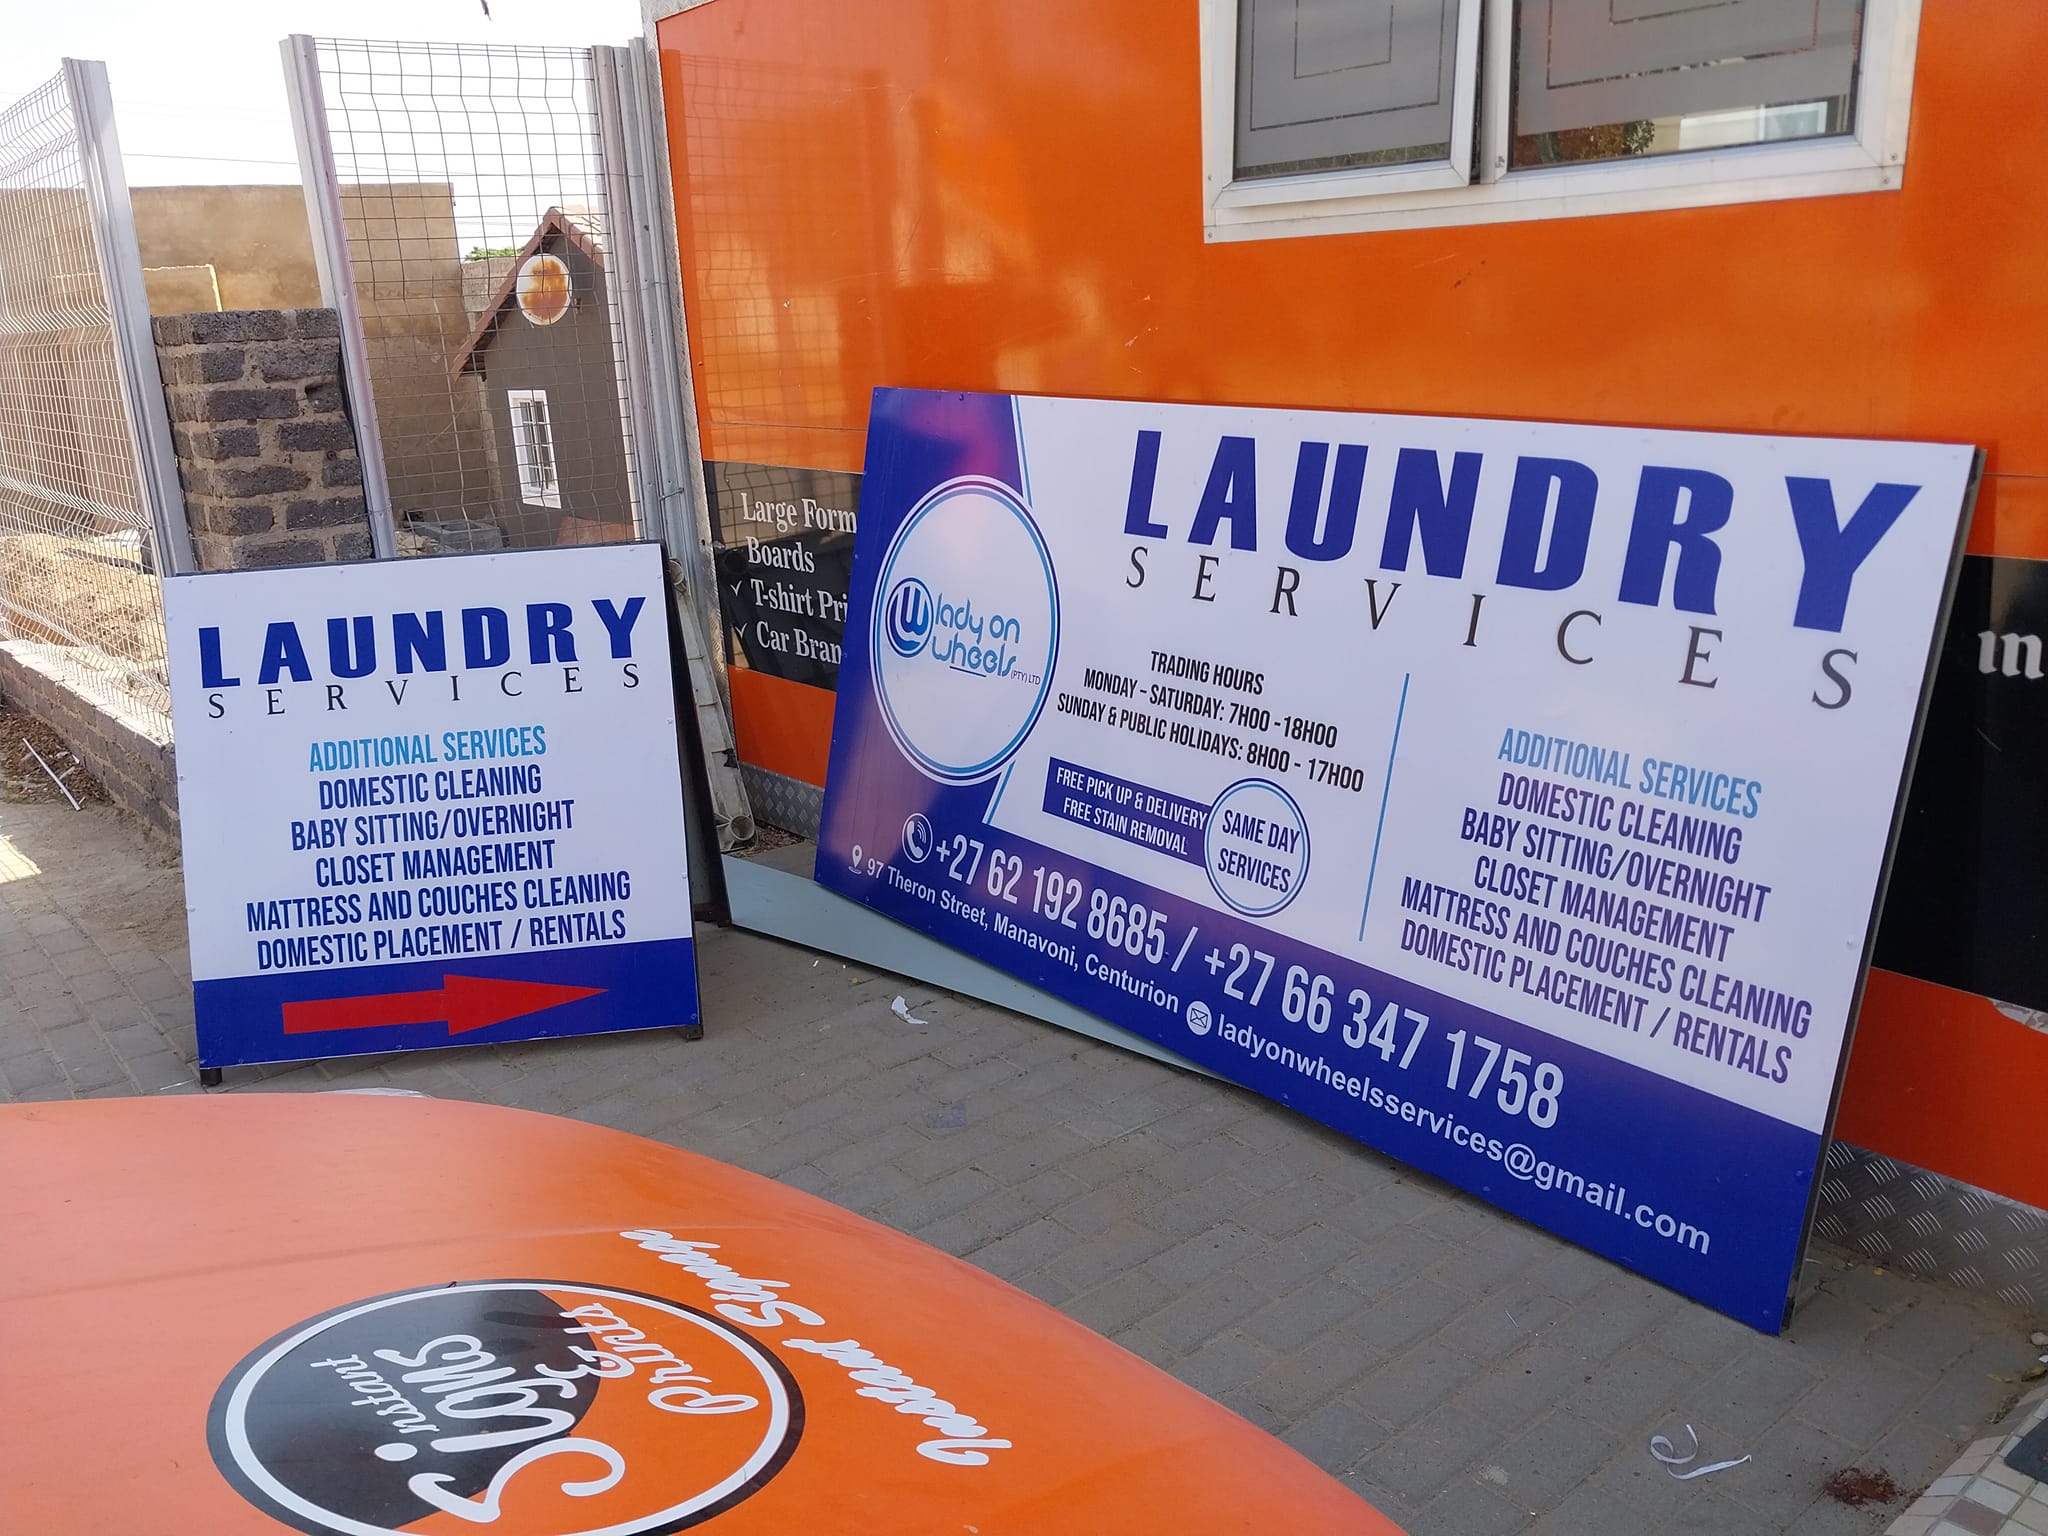 LAUNDRY
SERVICES
ADDITIONAL SERVICES
DOMESTIC CLEANING
BABY SITTING/OVERNIGHT
CLOSET MANAGEMENT
MATTRESS AND COUCHES CLEANING
DOMESTIC PLACEMENT / RENTALS
Large Form
Boards
T-shirt Pri
Car Bran
LAUNDRY
SERVICES
lady on
wheels
(PTY) LTD
TRADING HOURS
MONDAY - SATURDAY: 7H00 -18H00
SUNDAY & PUBLIC HOLIDAYS: 8H00 - 17H00
FREE PICK UP & DELIVERY
FREE STAIN REMOVAL
SAME DAY
SERVICES
ADDITIONAL SERVICES
DOMESTIC CLEANING
BABY SITTING/OVERNIGHT
CLOSET MANAGEMENT
MATTRESS AND COUCHES CLEANING
DOMESTIC PLACEMENT / RENTALS
+27 62 192 8685 / +27 66 347 1758
97 Theron Street, Manavoni, Centurion ladyonwheelsservices@gmail.com
m
Instant Signage
instant
Signs
&
Prints